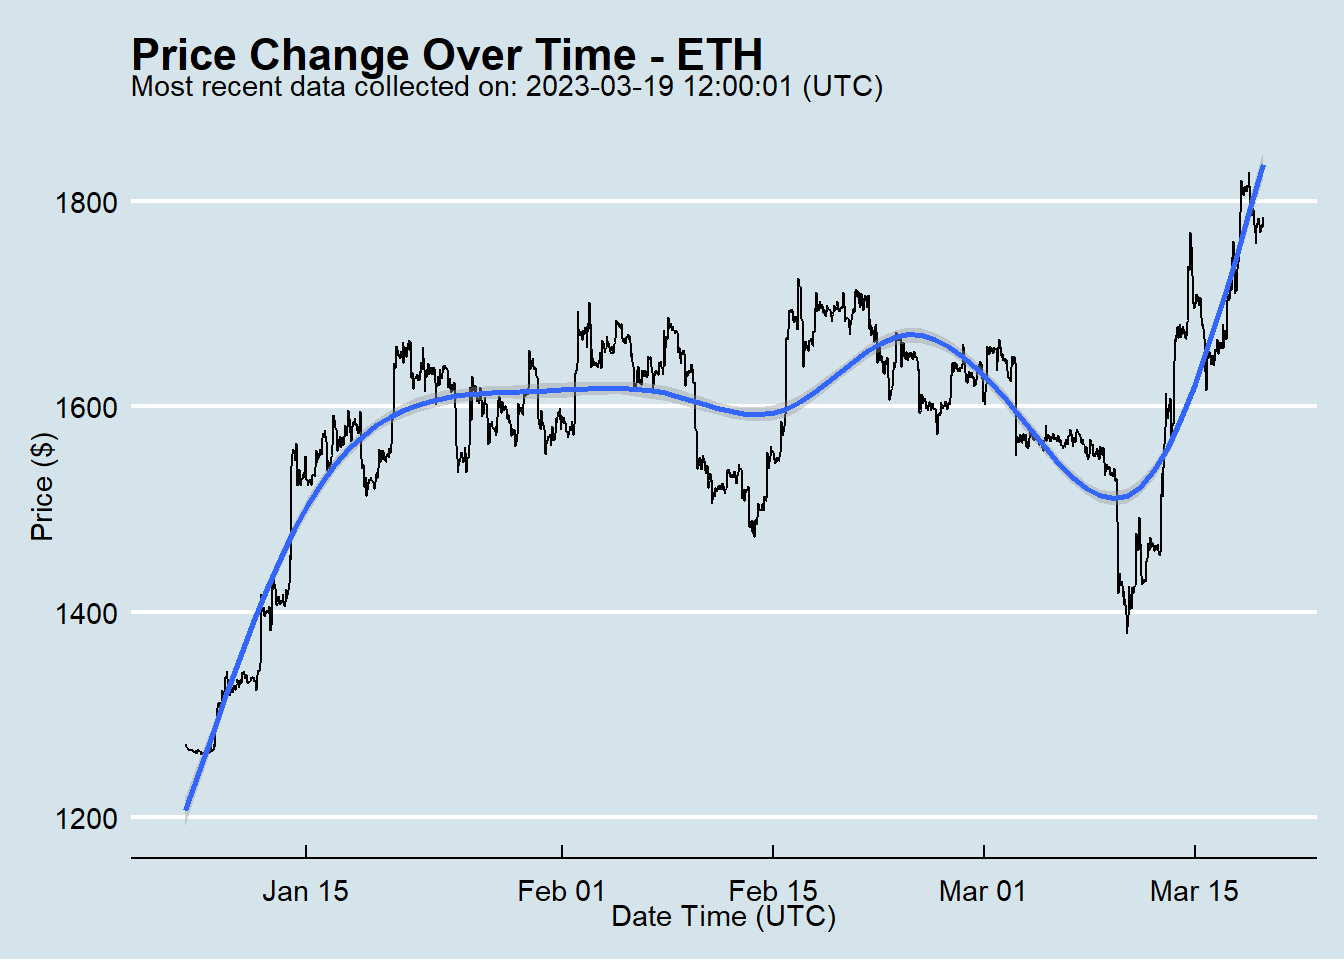 Price Change Over Time - ETH
Most recent data collected on: 2023-03-19 12:00:01 (UTC)
1800
1600
1400
1200
Price ($)
Jan 15
Feb 01
Feb 15
Mar 01
Mar 15
Date Time (UTC)